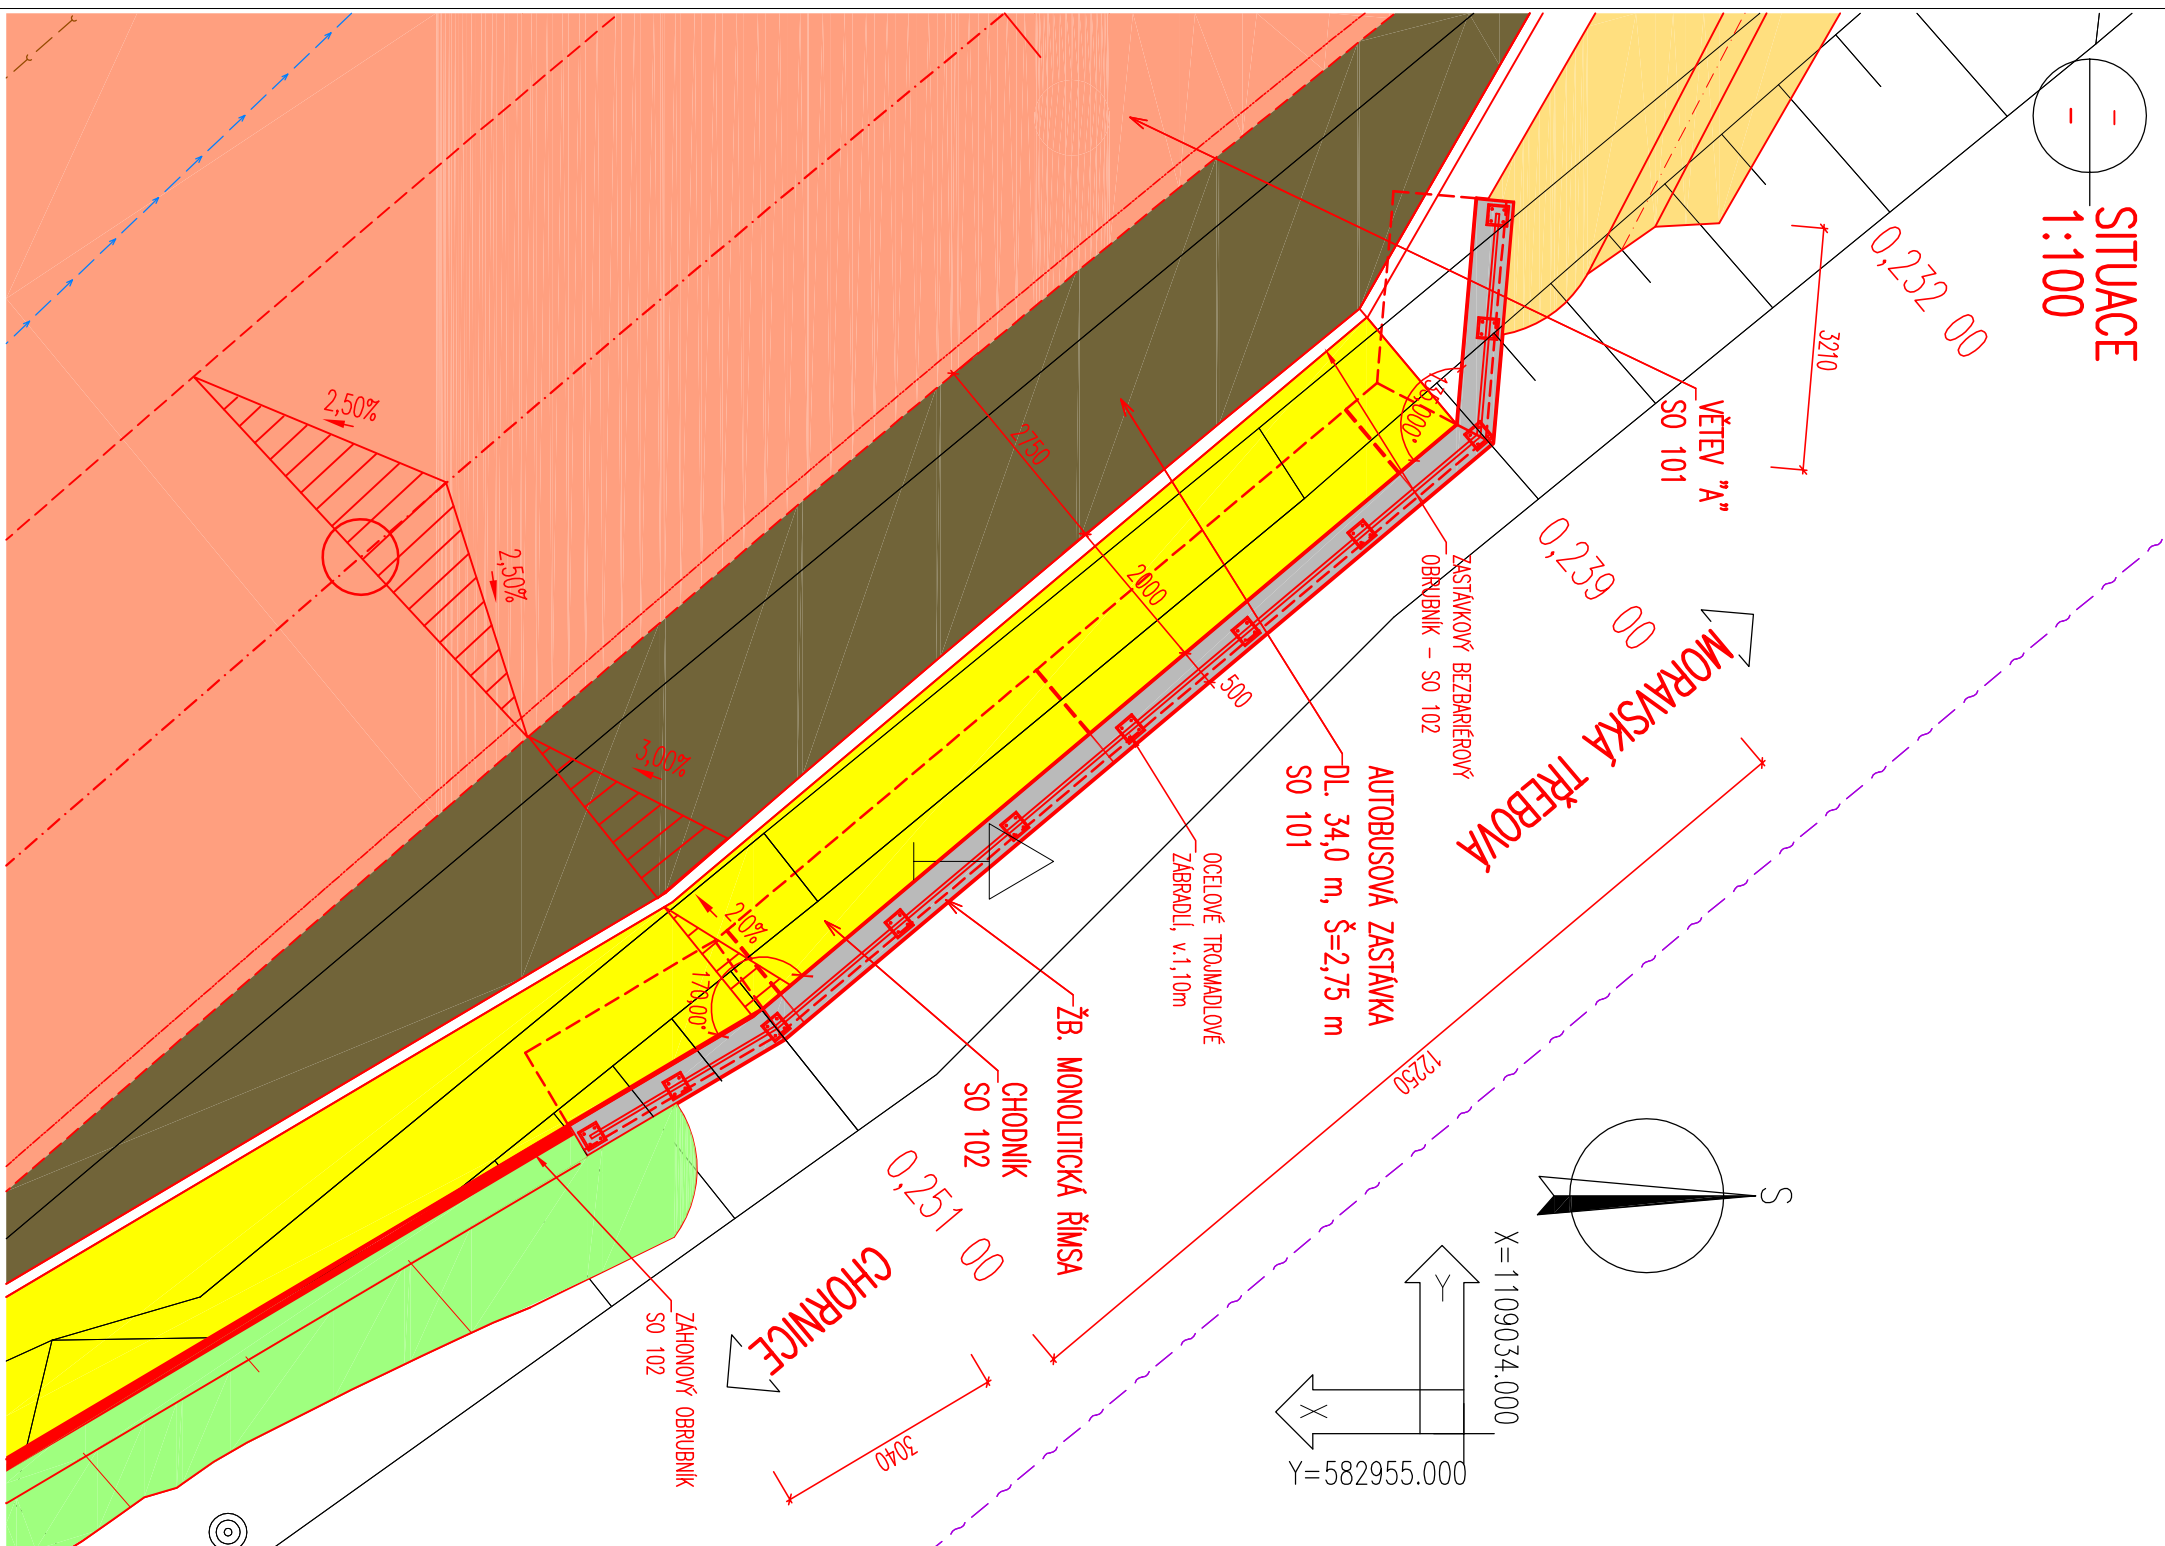 SITUACE
1:100
0,232 00
3210
VĚTEV "A"
SO 101
0,239 00
ZASTÁVKOVÝ BEZBARIÉROVÝ
OBRUBNÍK - SO 102
MORAVSKÁ TŘEBOVÁ
AUTOBUSOVÁ ZASTÁVKA
DL. 34,0 m, Š=2,75 m
SO 101
OCELOVÉ TROJMADLOVÉ
ZÁBRADLÍ, v.1,10m
ŽB. MONOLITICKÁ ŘÍMSA
CHODNÍK
SO 102
0,251 00
CHORNICE
ZÁHONOVÝ OBRUBNÍK
SO 102
12250
3040
2750
2000
500
2,50%
2,50%
3,00%
170,00°
S
X=1109034.000
Y
X
Y=582955.000